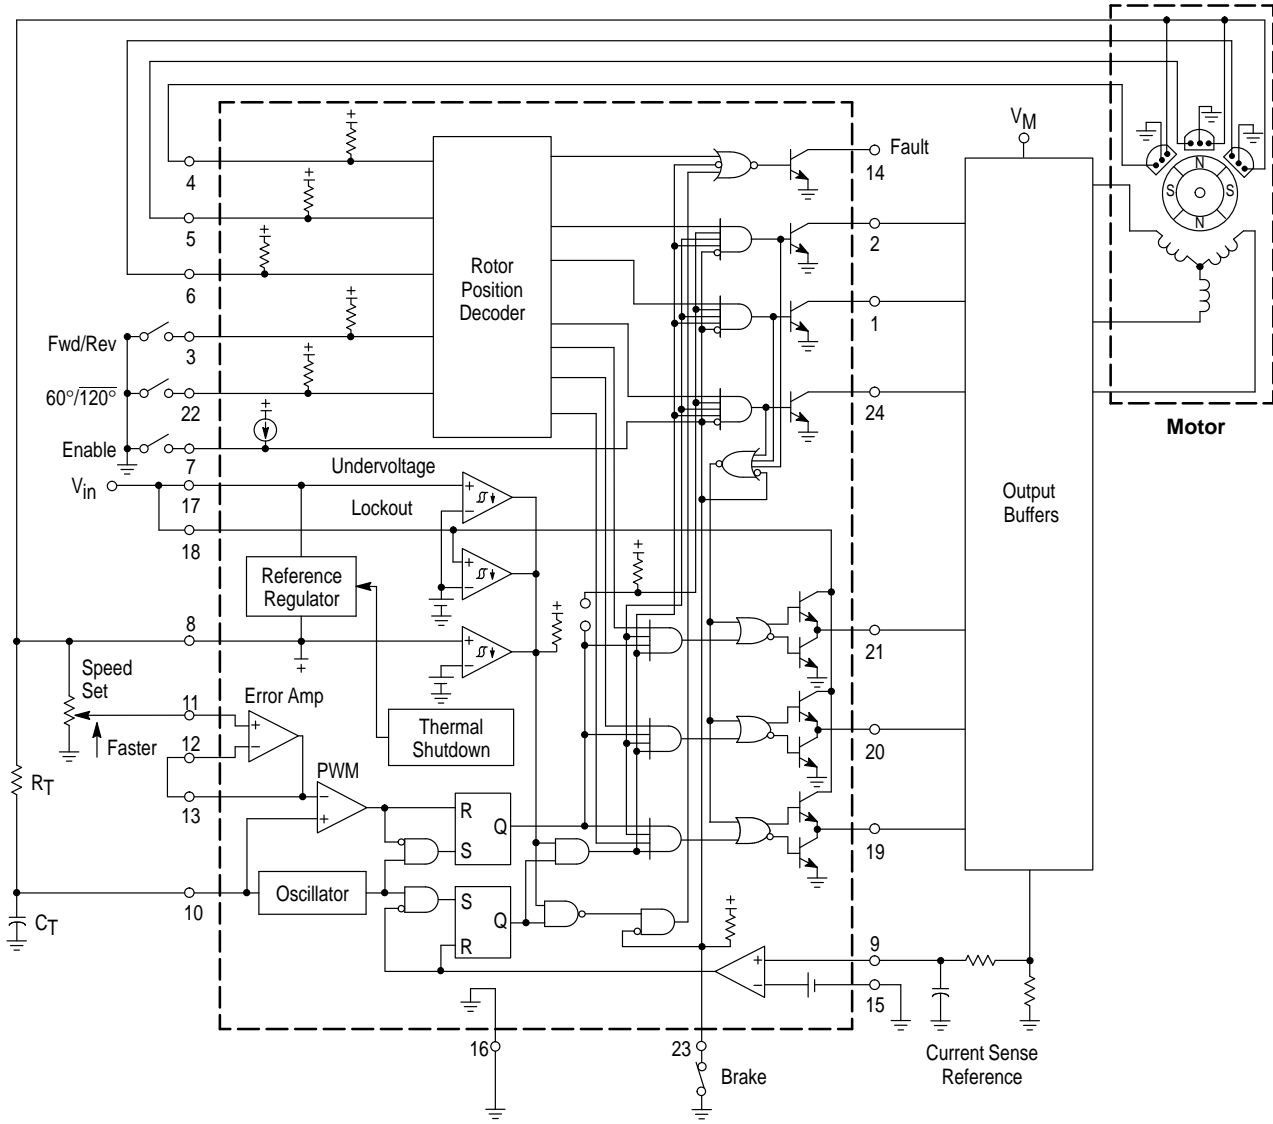 4
5
6
Fwd/Rev
3
60°/120°
22
Enable
7
V_in
17
18
8
Speed
Set
11
Faster
12
13
R_T
10
C_T
Rotor
Position
Decoder
Undervoltage
Lockout
Reference
Regulator
Error Amp
Thermal
Shutdown
PWM
+
−
+
−
+
−
+
−
−
+
R
Q
S
Oscillator
S
Q
R
16
23
Brake
+
−
Fault
14
2
1
24
21
20
19
9
15
V_M
Output
Buffers
N
S
S
N
Motor
Current Sense
Reference